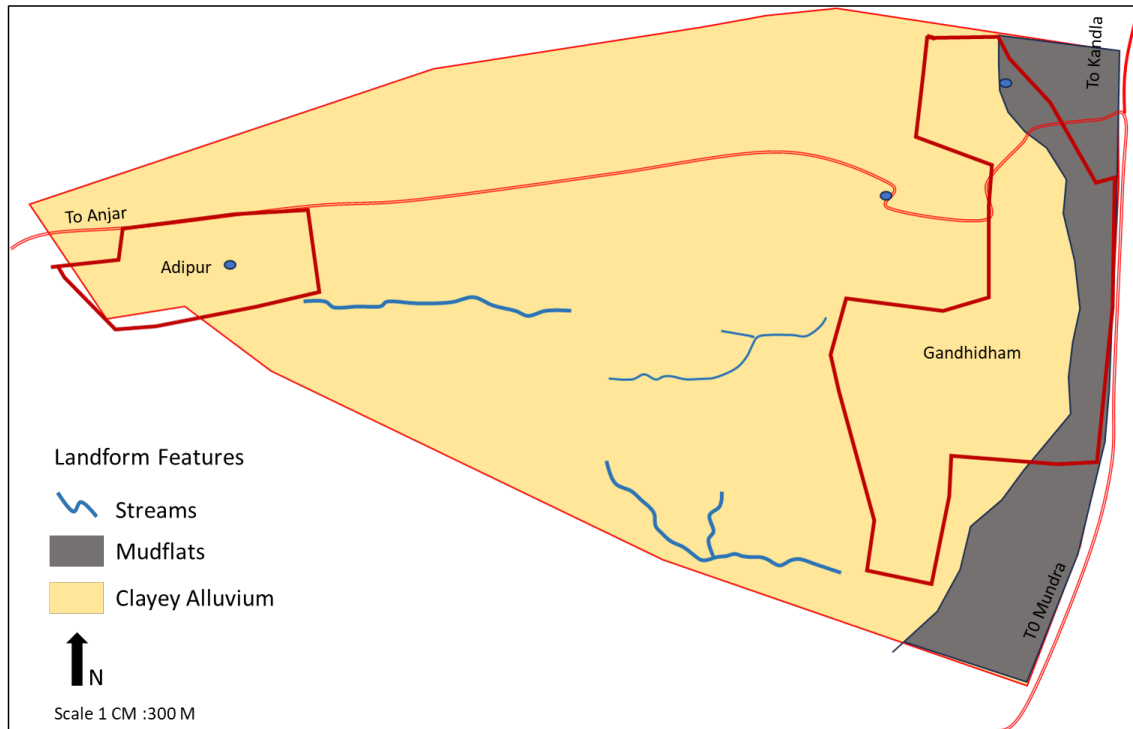 To Kandla
To Anjar
Adipur
Gandhidham
Landform Features
Streams
Mudflats
Clayey Alluvium
T0 Mundra
N
Scale 1 CM :300 M